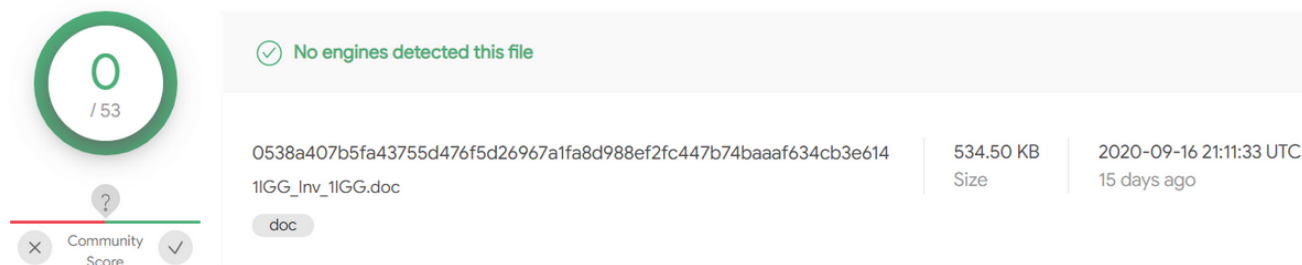 0
/ 53
?
Community
Score
No engines detected this file
0538a407b5fa43755d476f5d26967a1fa8d988ef2fc447b74baaaf634cb3e614
1IGG_Inv_1IGG.doc
doc
534.50 KB
Size
2020-09-16 21:11:33 UTC
15 days ago